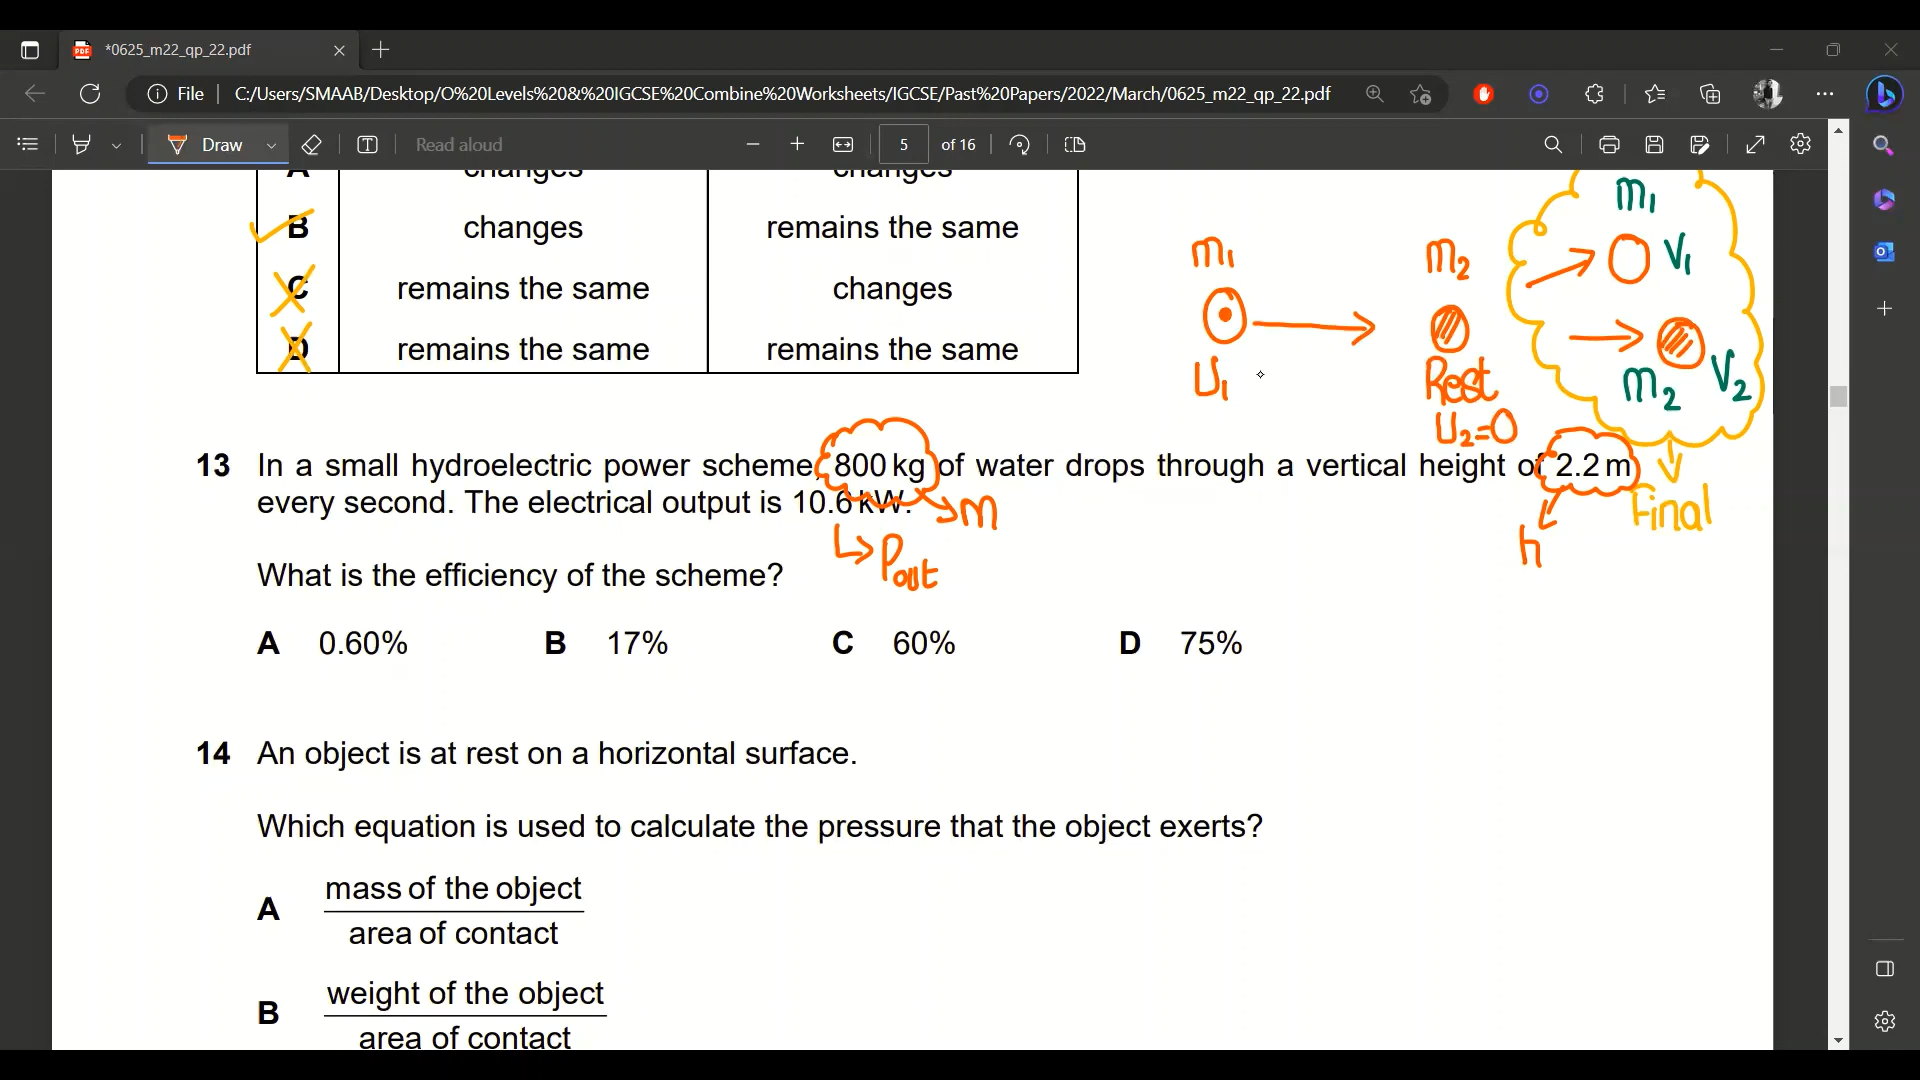 *0625_m22_qp_22.pdf
File
C:/Users/SMAAB/Desktop/O%20Levels%20&%20IGCSE%20Combine%20Worksheets/IGCSE/Past%20Papers/2022/March/0625_m22_qp_22.pdf
Draw
Read aloud
5 of 16
A changes changes
B changes remains the same
C remains the same changes
D remains the same remains the same
m1
U1
m2
Rest
U2=0
m1
V1
m2
V2
Final
13 In a small hydroelectric power scheme, 800 kg of water drops through a vertical height of 2.2 m
every second. The electrical output is 10.6 kW.
m
Pout
h
What is the efficiency of the scheme?
A 0.60% B 17% C 60% D 75%
14 An object is at rest on a horizontal surface.
Which equation is used to calculate the pressure that the object exerts?
A mass of the object
area of contact
B weight of the object
area of contact